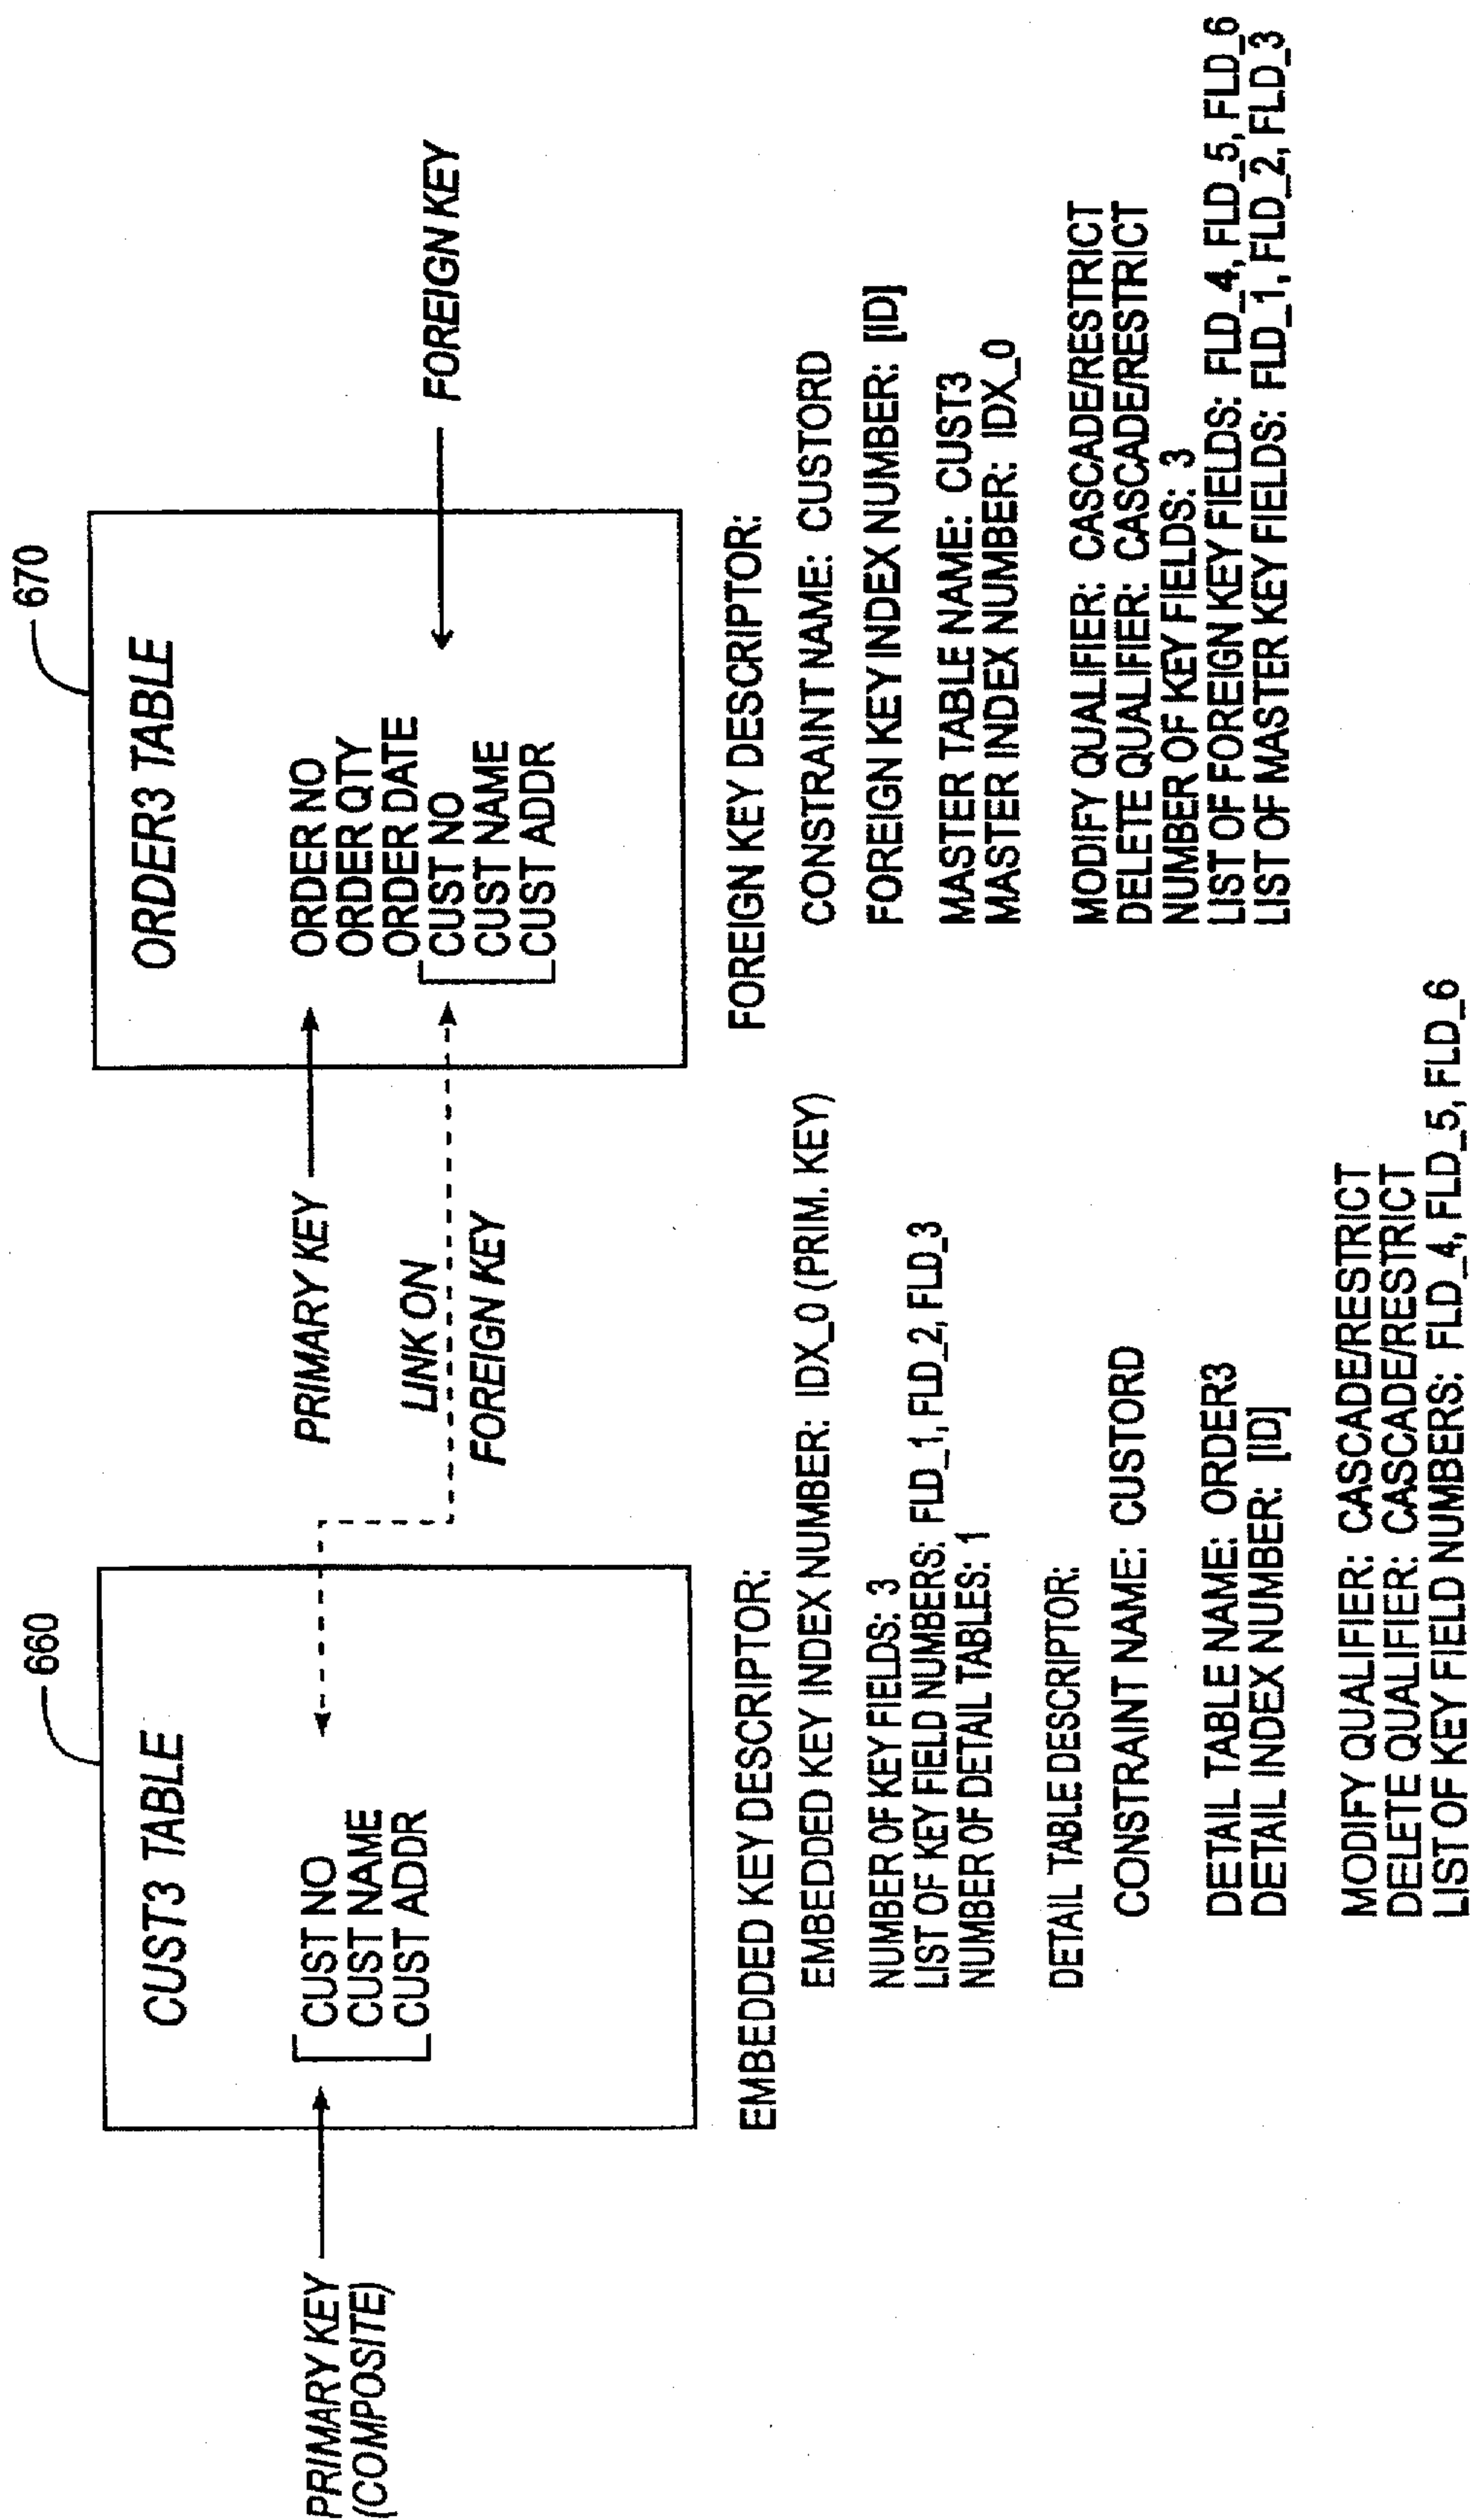 660
CUST3 TABLE
PRIMARY KEY
(COMPOSITE)
CUST NO
CUST NAME
CUST ADDR
PRIMARY KEY
LINK ON
FOREIGN KEY
670
ORDER3 TABLE
ORDER NO
ORDER QTY
ORDER DATE
CUST NO
CUST NAME
CUST ADDR
FOREIGN KEY
EMBEDDED KEY DESCRIPTOR:
EMBEDDED KEY INDEX NUMBER: IDX_0 (PRIM. KEY)
NUMBER OF KEY FIELDS: 3
LIST OF KEY FIELD NUMBERS: FLD_1, FLD_2, FLD_3
NUMBER OF DETAIL TABLES: 1
DETAIL TABLE DESCRIPTOR:
CONSTRAINT NAME: CUSTORD
DETAIL TABLE NAME: ORDER3
DETAIL INDEX NUMBER: [ID]
MODIFY QUALIFIER: CASCADE/RESTRICT
DELETE QUALIFIER: CASCADE/RESTRICT
LIST OF KEY FIELD NUMBERS: FLD_4, FLD_5, FLD_6
FOREIGN KEY DESCRIPTOR:
CONSTRAINT NAME: CUSTORD
FOREIGN KEY INDEX NUMBER: [ID]
MASTER TABLE NAME: CUST3
MASTER INDEX NUMBER: IDX_0
MODIFY QUALIFIER: CASCADE/RESTRICT
DELETE QUALIFIER: CASCADE/RESTRICT
NUMBER OF KEY FIELDS: 3
LIST OF FOREIGN KEY FIELDS: FLD_4, FLD_5, FLD_6
LIST OF MASTER KEY FIELDS: FLD_1, FLD_2, FLD_3